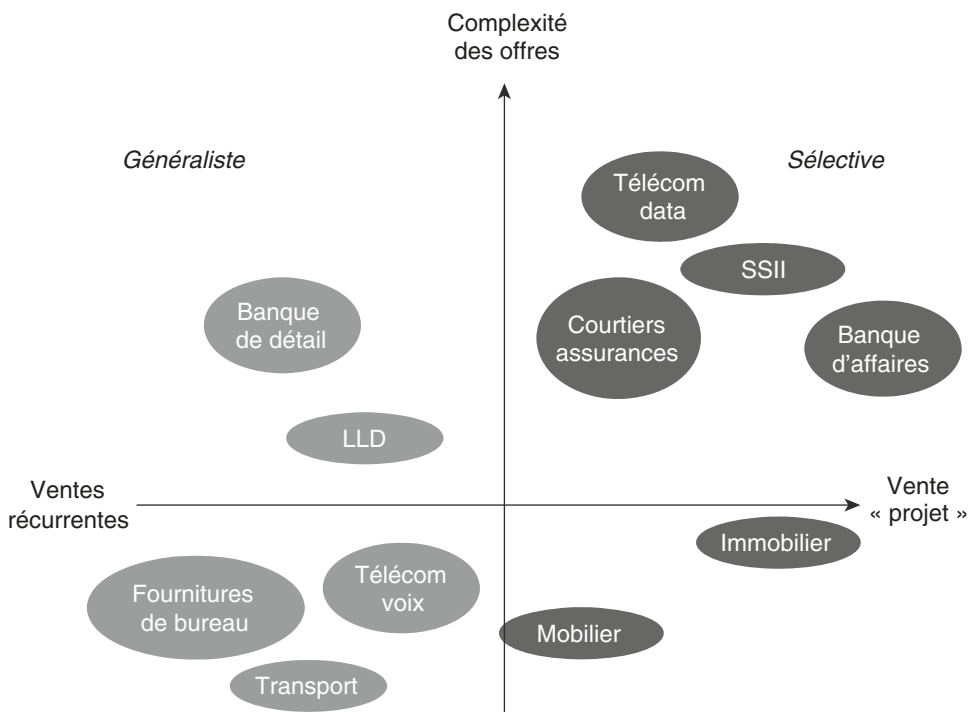 Complexité
des offres
Généraliste
Sélective
Télécom
data
SSII
Banque
de détail
Courtiers
assurances
Banque
d'affaires
LLD
Ventes
récurrentes
Vente
« projet »
Immobilier
Télécom
voix
Fournitures
de bureau
Mobilier
Transport